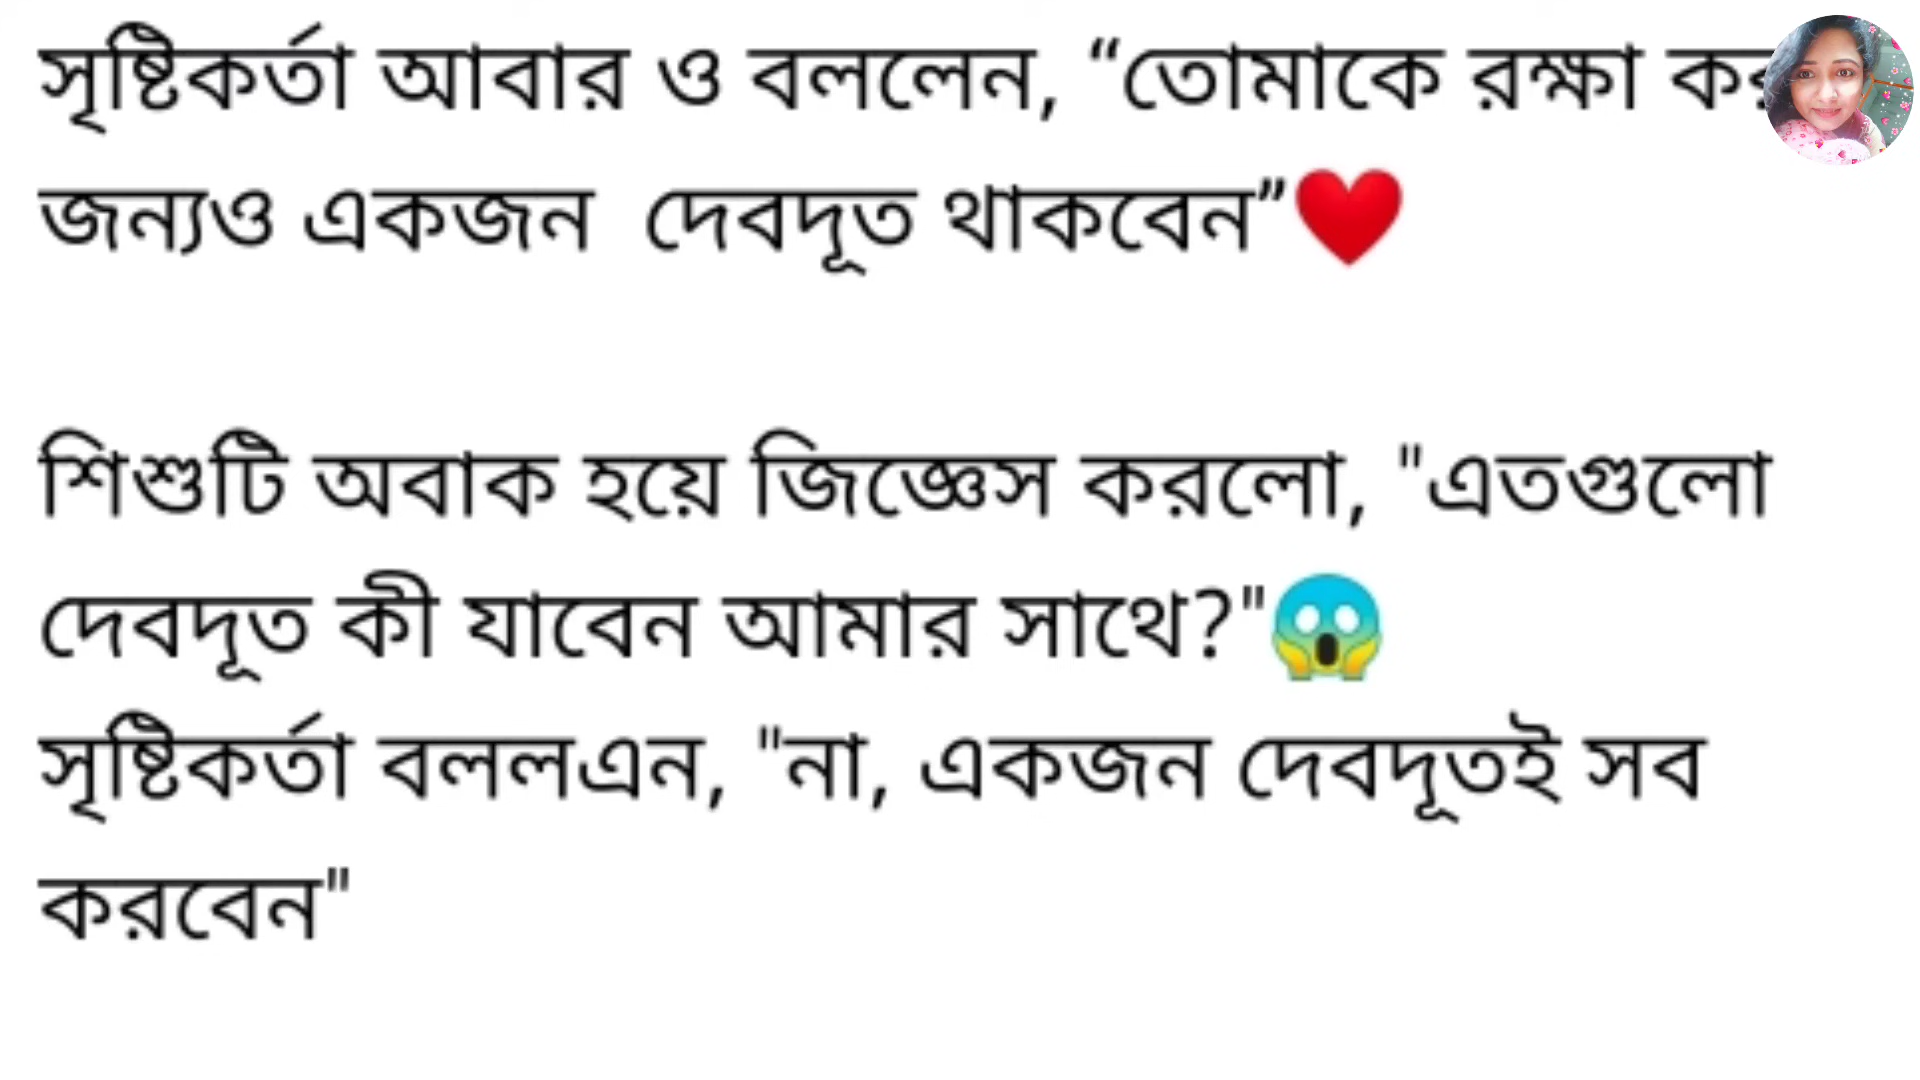 সৃষ্টিকর্তা আবার ও বললেন, “তোমাকে রক্ষা
জন্যও একজন  দেবদূত থাকবেন”❤️
শিশুটি অবাক হয়ে জিজ্ঞেস করলো, "এতগুলো
দেবদূত কী যাবেন আমার সাথে?"😱
সৃষ্টিকর্তা বললএন, "না, একজন দেবদূতই সব
করবেন"